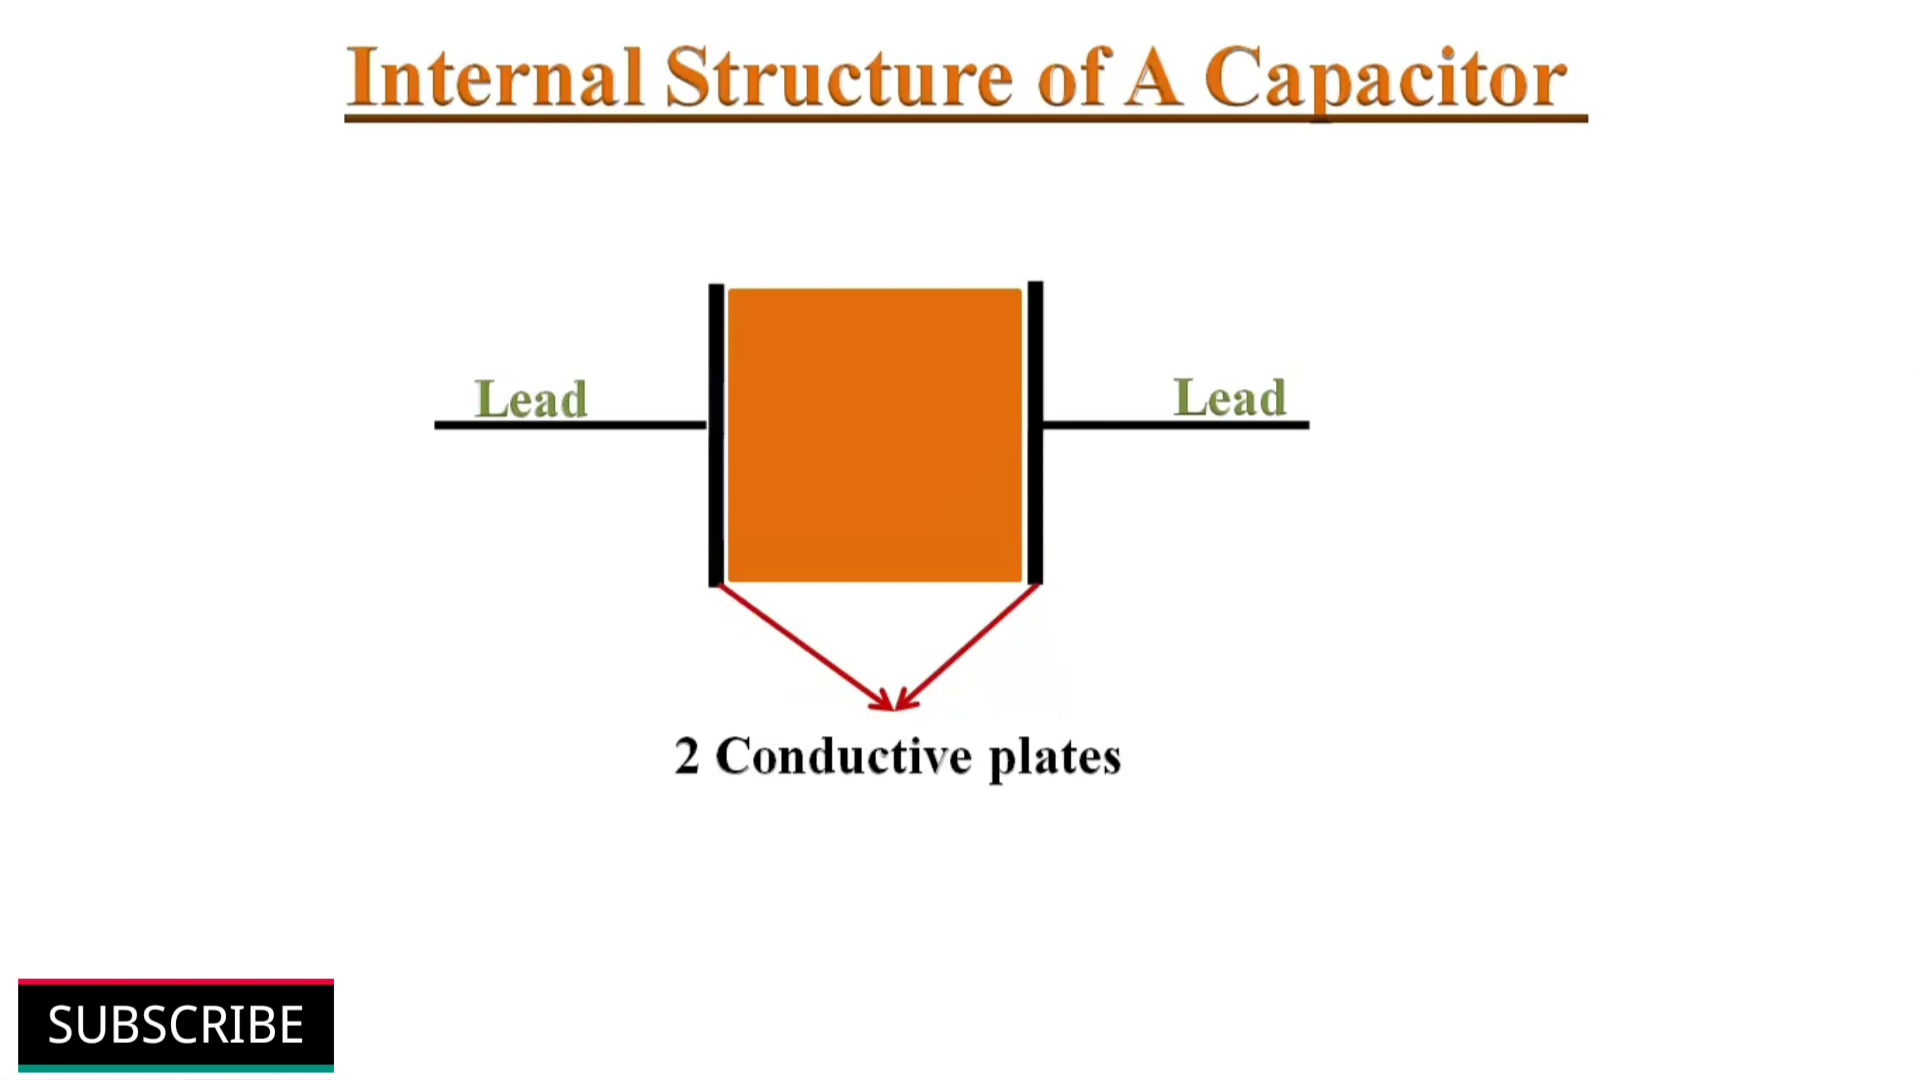 Internal Structure of A Capacitor
Lead
Lead
2 Conductive plates
SUBSCRIBE